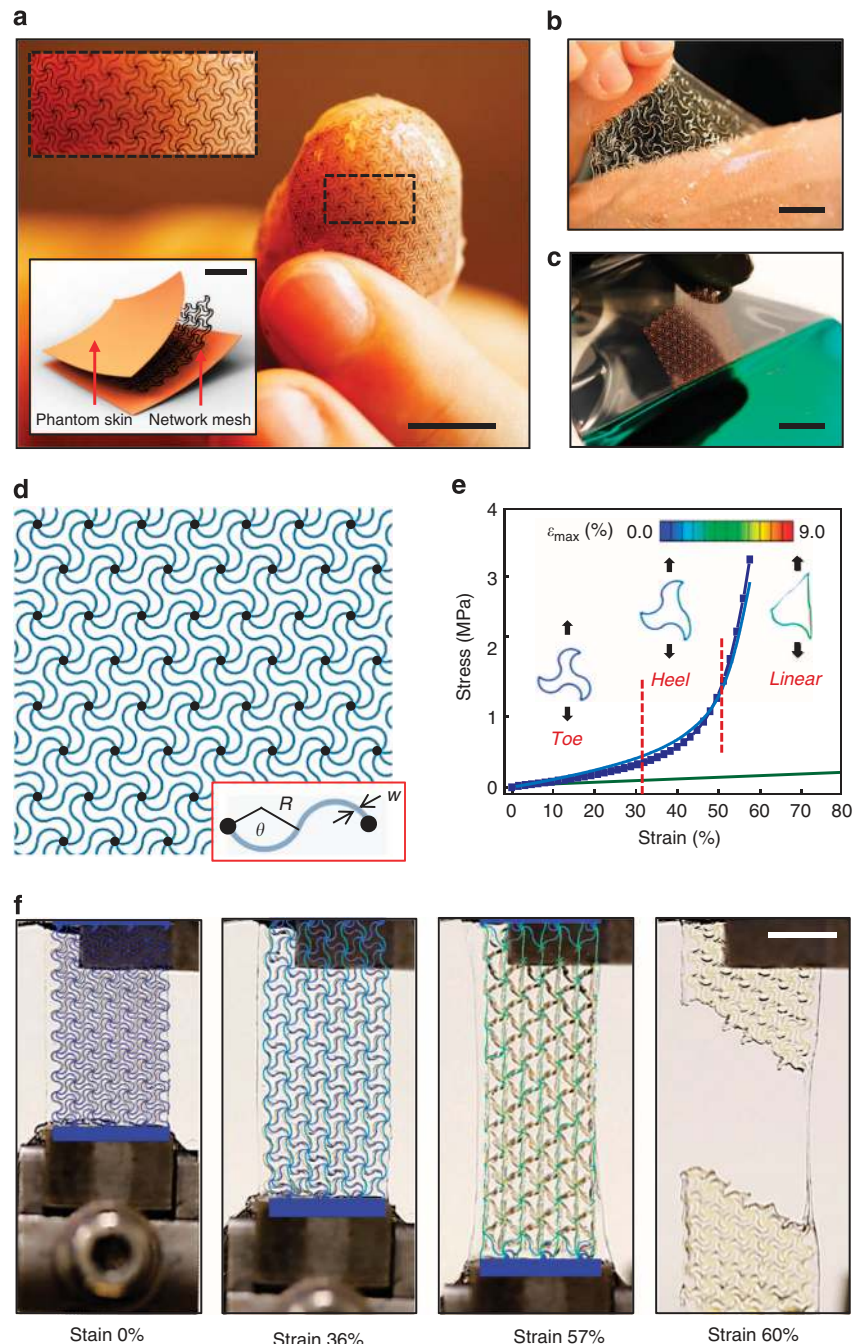 a
b
Phantom skin
Network mesh
c
d
R
w
θ
e
4
3
2
1
0
Stress (MPa)
εmax (%)
0.0
9.0
Toe
Heel
Linear
0
10
20
30
40
50
60
70
80
Strain (%)
f
Stain 0%
Strain 36%
Strain 57%
Strain 60%